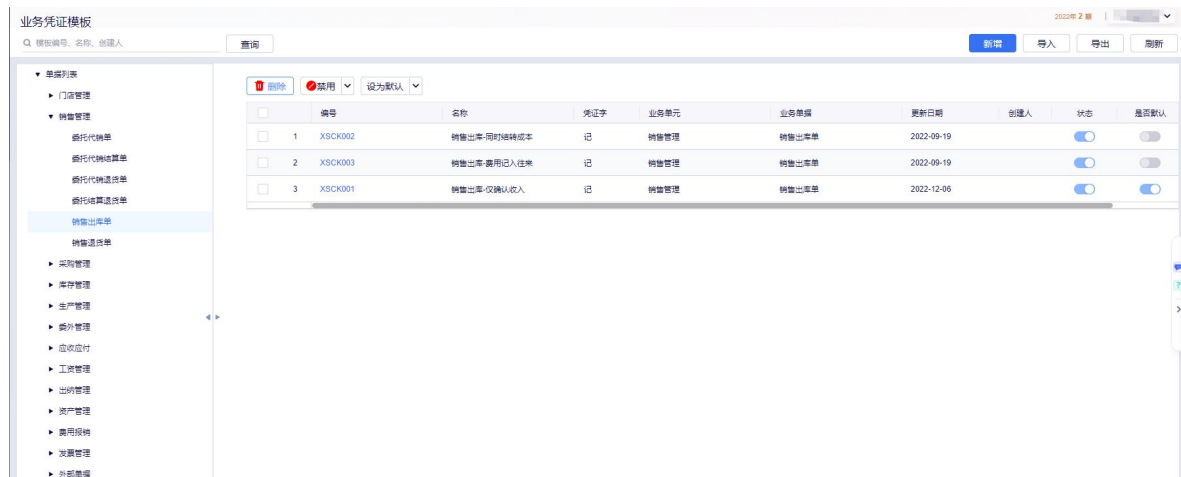 业务凭证模板
2022年 2 期
模板编号、名称、创建人
查询
新增
导入
导出
刷新
单据列表
门店管理
销售管理
委托代销单
委托代销结算单
委托代销退货单
委托结算退货单
销售出库单
销售退货单
采购管理
库存管理
生产管理
委外管理
应收应付
工资管理
出纳管理
资产管理
费用报销
发票管理
外部单据
删除 禁用 设为默认
编号 名称 凭证字 业务单元 业务单据 更新日期 创建人 状态 是否默认
1 XSCK002 销售出库-同时结转成本 记 销售管理 销售出库单 2022-09-19
2 XSCK003 销售出库-费用记入往来 记 销售管理 销售出库单 2022-09-19
3 XSCK001 销售出库-仅确认收入 记 销售管理 销售出库单 2022-12-06